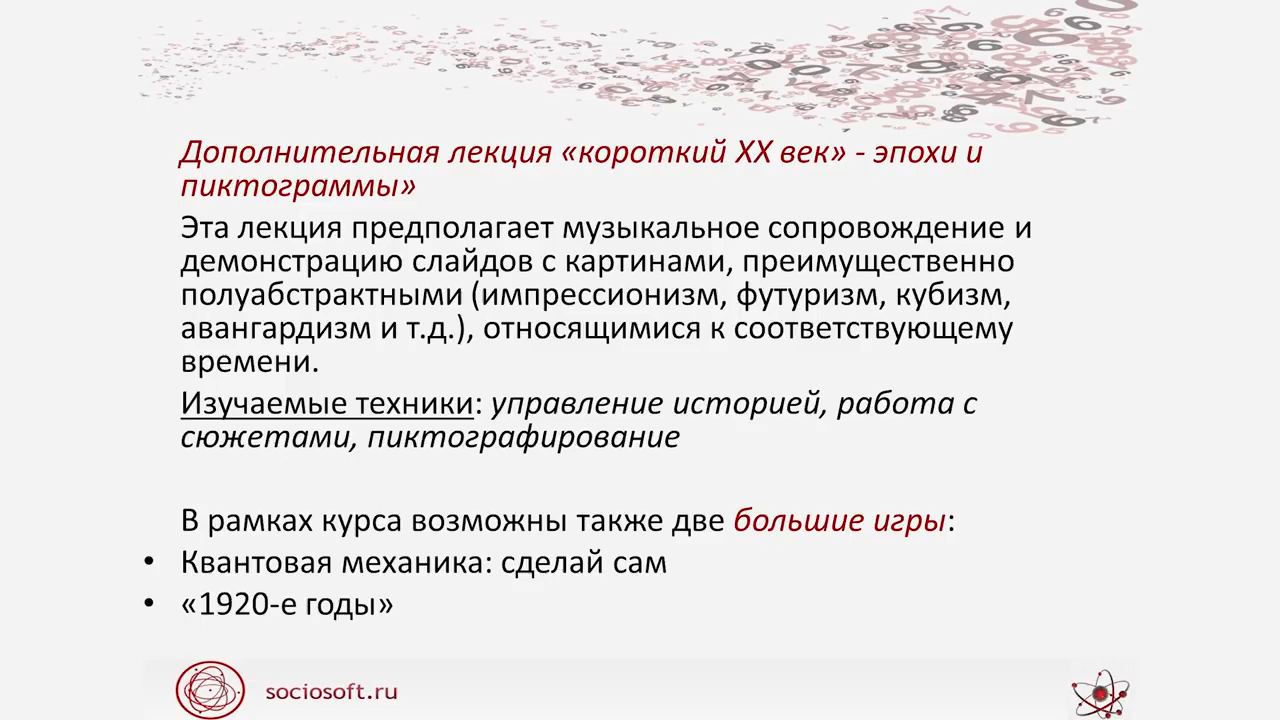 Дополнительная лекция «короткий XX век» - эпохи и
пиктограммы»
Эта лекция предполагает музыкальное сопровождение и
демонстрацию слайдов с картинами, преимущественно
полуабстрактными (импрессионизм, футуризм, кубизм,
авангардизм и т.д.), относящимися к соответствующему
времени.
Изучаемые техники: управление историей, работа с
сюжетами, пиктографирование
В рамках курса возможны также две большие игры:
• Квантовая механика: сделай сам
• «1920-е годы»
sociosoft.ru